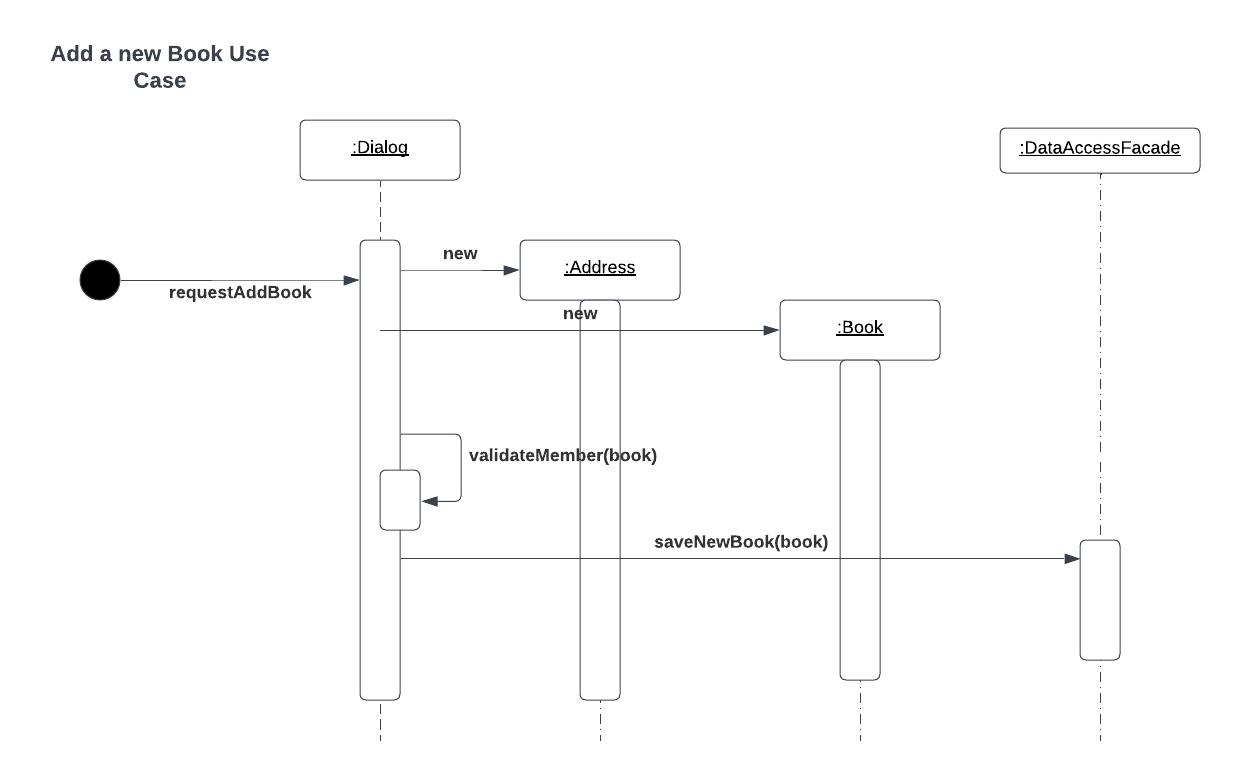 Add a new Book Use
Case
:Dialog
:DataAccessFacade
new
:Address
requestAddBook
new
:Book
validateMember(book)
saveNewBook(book)